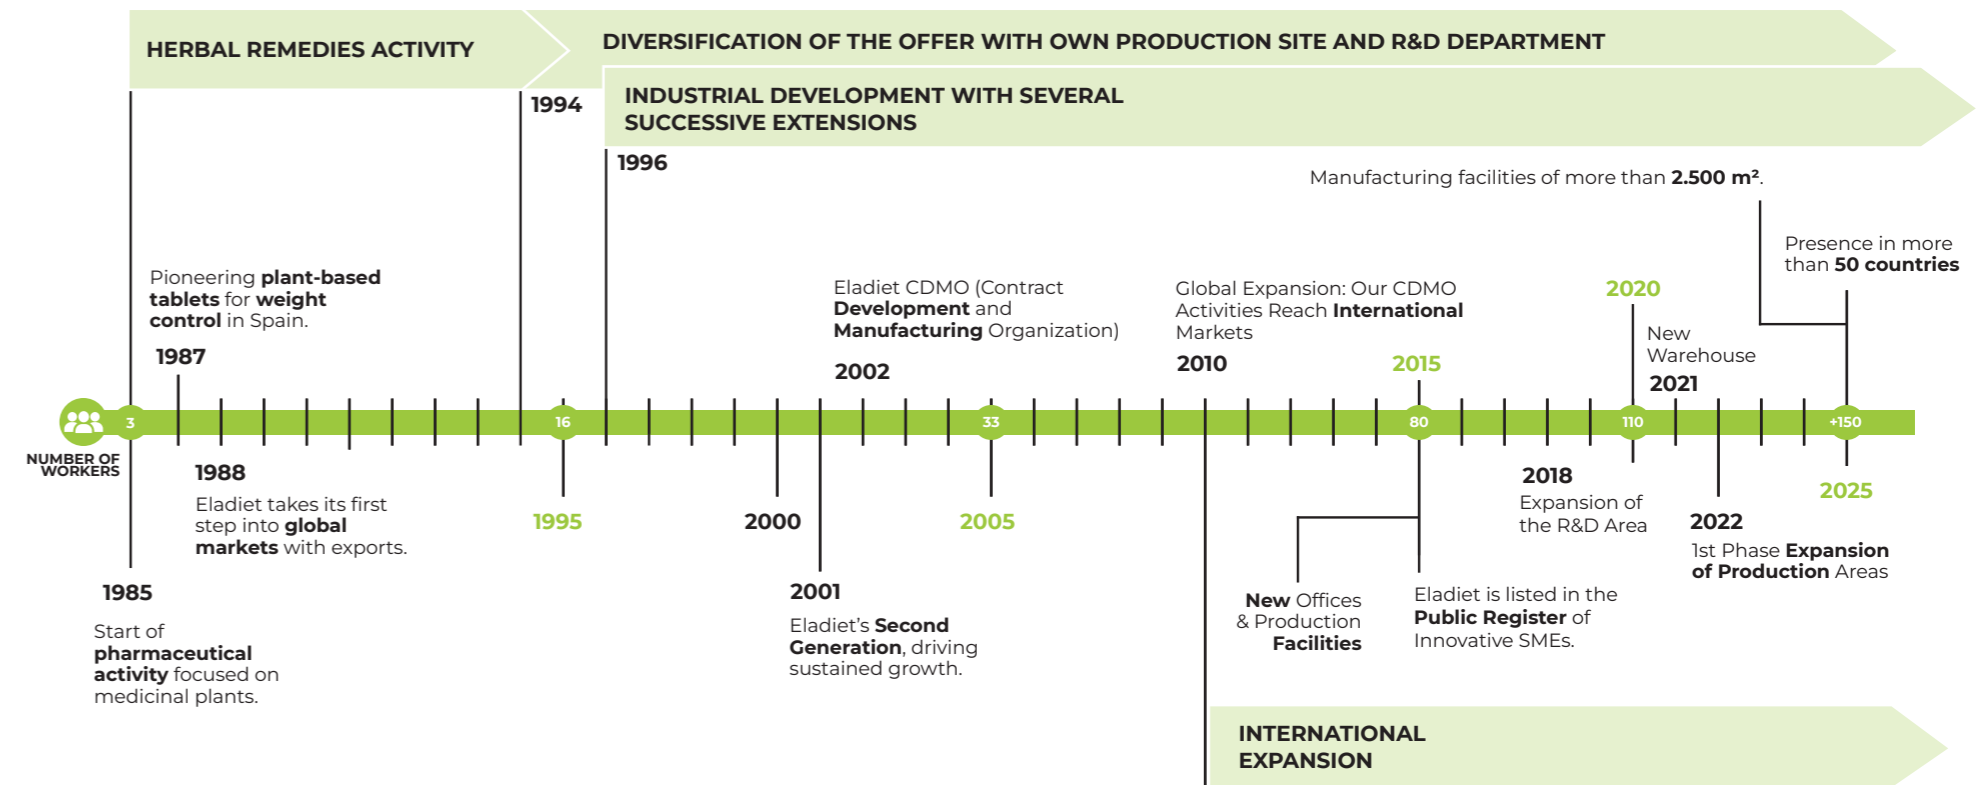 HERBAL REMEDIES ACTIVITY
DIVERSIFICATION OF THE OFFER WITH OWN PRODUCTION SITE AND R&D DEPARTMENT
1994
INDUSTRIAL DEVELOPMENT WITH SEVERAL
SUCCESSIVE EXTENSIONS
1996
Manufacturing facilities of more than 2.500 m².
Presence in more
than 50 countries
Pioneering plant-based
tablets for weight
control in Spain.
1987
Eladiet CDMO (Contract
Development and
Manufacturing Organization)
2002
Global Expansion: Our CDMO
Activities Reach International
Markets
2010
2015
2020
New
Warehouse
2021
3
16
33
80
110
+150
NUMBER OF
WORKERS
1988
Eladiet takes its first
step into global
markets with exports.
1985
Start of
pharmaceutical
activity focused on
medicinal plants.
1995
2000
2001
Eladiet’s Second
Generation, driving
sustained growth.
2005
New Offices
& Production
Facilities
Eladiet is listed in the
Public Register of
Innovative SMEs.
2018
Expansion of
the R&D Area
2022
1st Phase Expansion
of Production Areas
2025
INTERNATIONAL
EXPANSION